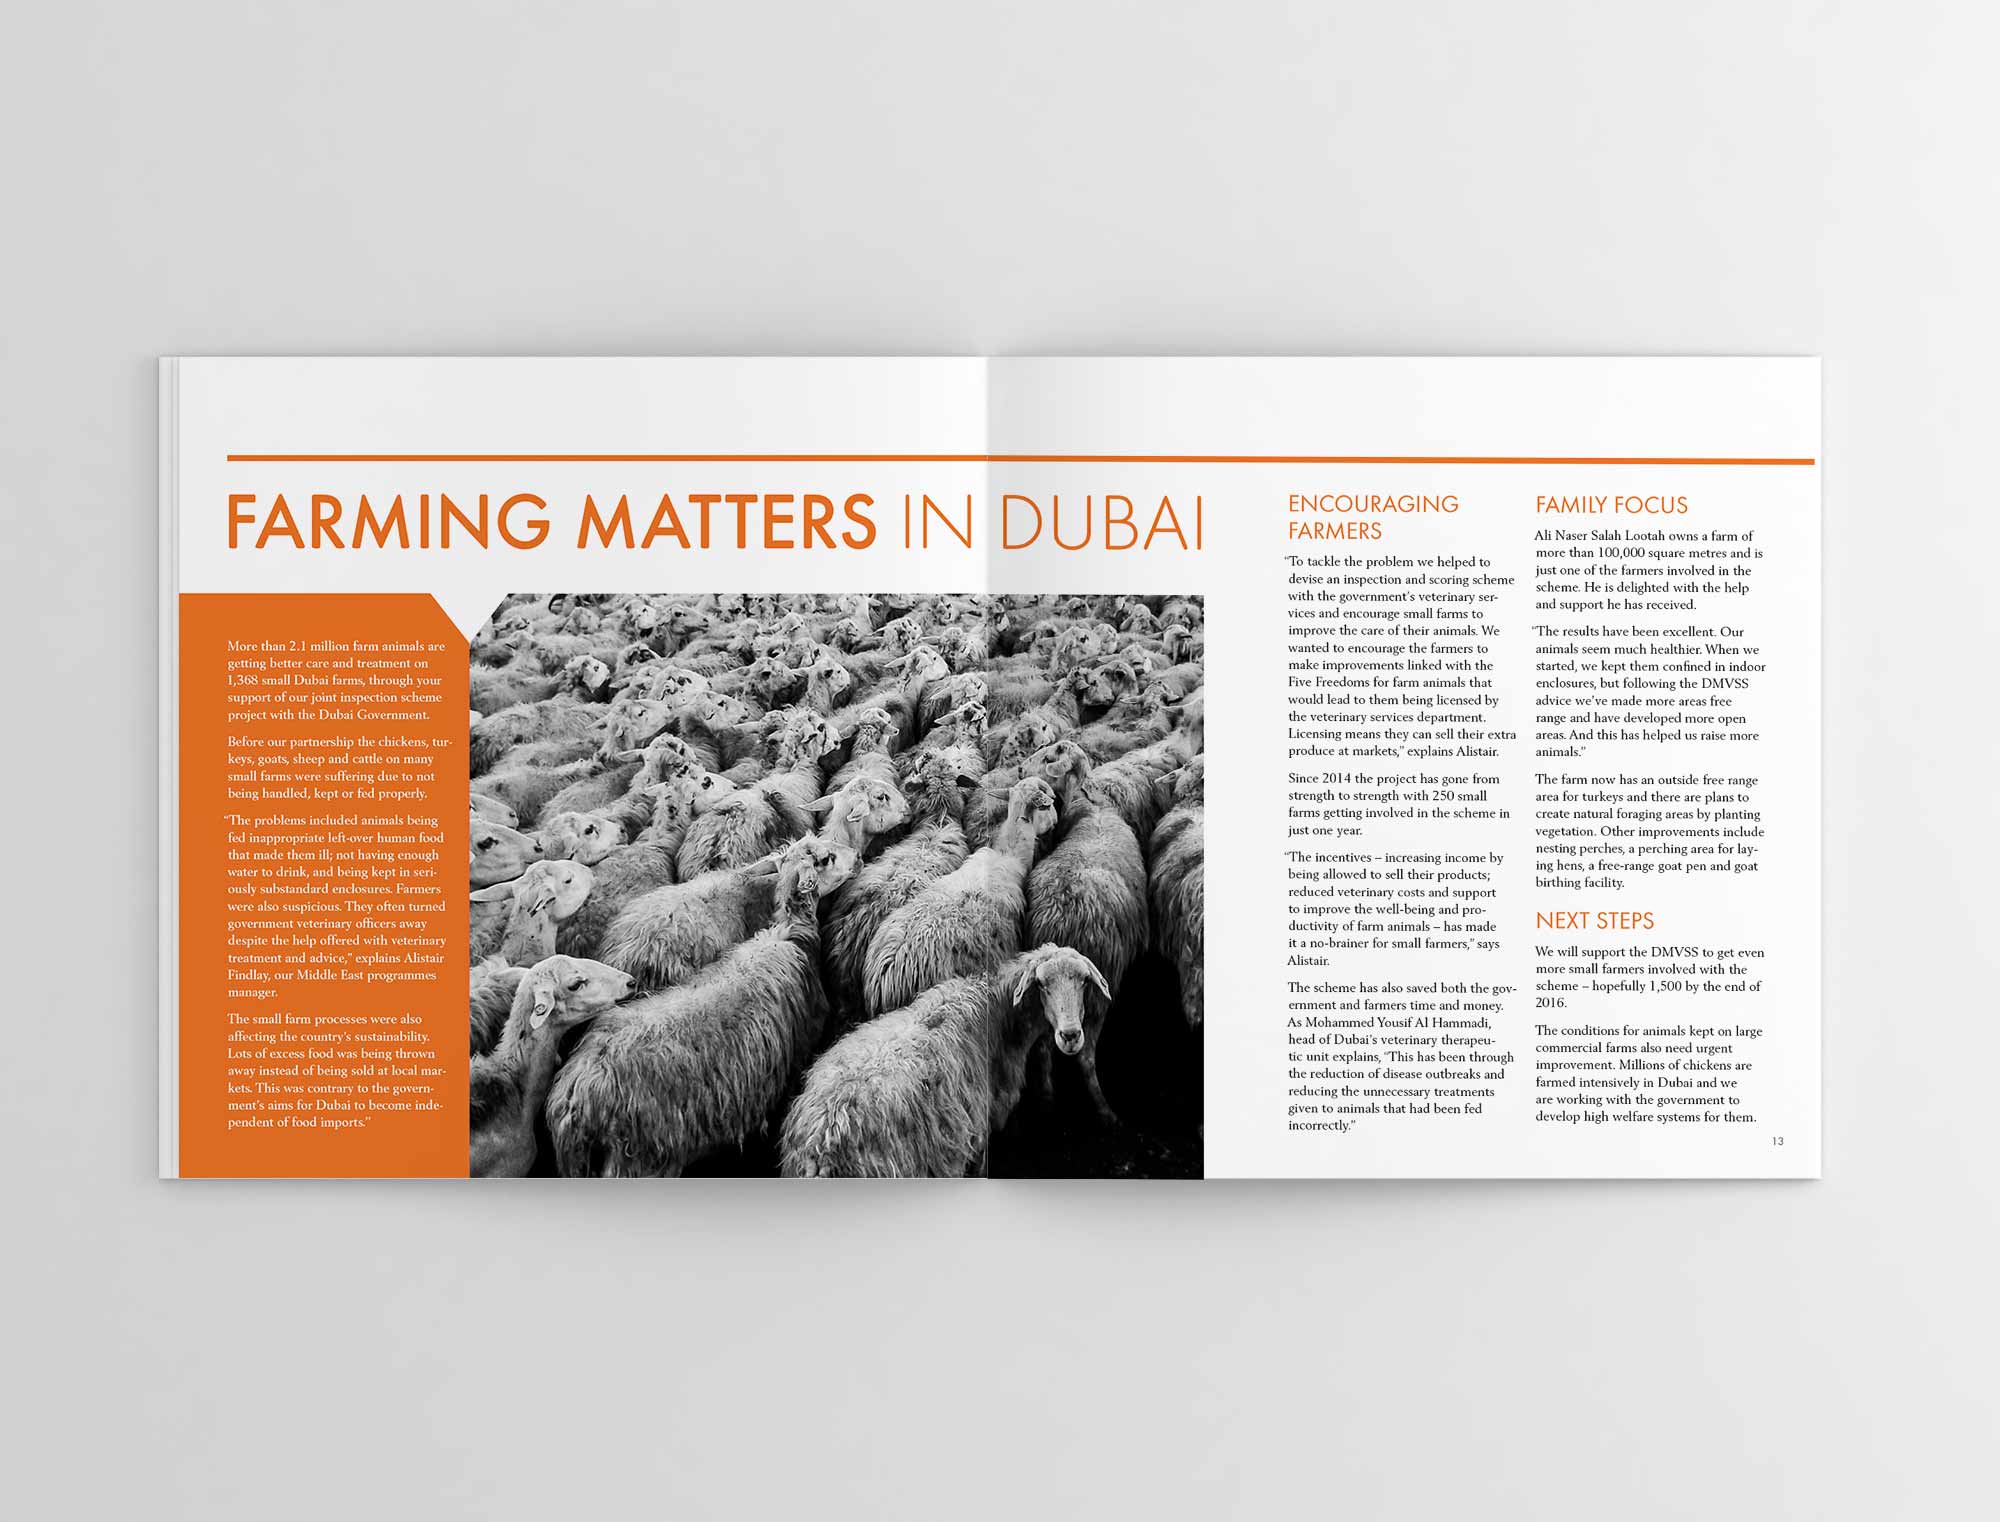 FARMING MATTERS IN DUBAI
More than 2.1 million farm animals are
getting better care and treatment on
1,368 small Dubai farms, through your
support of our joint inspection scheme
project with the Dubai Government.
Before our partnership the chickens, tur-
keys, goats, sheep and cattle on many
small farms were suffering due to not
being handled, kept or fed properly.
“The problems included animals being
fed inappropriate left-over human food
that made them ill; not having enough
water to drink, and being kept in seri-
ously substandard enclosures. Farmers
were also suspicious. They often turned
government veterinary officers away
despite the help offered with veterinary
treatment and advice,” explains Alistair
Findlay, our Middle East programmes
manager.
The small farm processes were also
affecting the country’s sustainability.
Lots of excess food was being thrown
away instead of being sold at local mar-
kets. This was contrary to the govern-
ment’s aims for Dubai to become inde-
pendent of food imports.”
ENCOURAGING
FARMERS
“To tackle the problem we helped to
devise an inspection and scoring scheme
with the government’s veterinary ser-
vices and encourage small farms to
improve the care of their animals. We
wanted to encourage the farmers to
make improvements linked with the
Five Freedoms for farm animals that
would lead to them being licensed by
the veterinary services department.
Licensing means they can sell their extra
produce at markets,” explains Alistair.
Since 2014 the project has gone from
strength to strength with 250 small
farms getting involved in the scheme in
just one year.
“The incentives – increasing income by
being allowed to sell their products;
reduced veterinary costs and support
to improve the well-being and pro-
ductivity of farm animals – has made
it a no-brainer for small farmers,” says
Alistair.
The scheme has also saved both the gov-
ernment and farmers time and money.
As Mohammed Yousif Al Hammadi,
head of Dubai’s veterinary therapeu-
tic unit explains, “This has been through
the reduction of disease outbreaks and
reducing the unnecessary treatments
given to animals that had been fed
incorrectly.”
FAMILY FOCUS
Ali Naser Salah Lootah owns a farm of
more than 100,000 square metres and is
just one of the farmers involved in the
scheme. He is delighted with the help
and support he has received.
“The results have been excellent. Our
animals seem much healthier. When we
started, we kept them confined in indoor
enclosures, but following the DMVSS
advice we’ve made more areas free
range and have developed more open
areas. And this has helped us raise more
animals.”
The farm now has an outside free range
area for turkeys and there are plans to
create natural foraging areas by planting
vegetation. Other improvements include
nesting perches, a perching area for lay-
ing hens, a free-range goat pen and goat
birthing facility.
NEXT STEPS
We will support the DMVSS to get even
more small farmers involved with the
scheme – hopefully 1,500 by the end of
2016.
The conditions for animals kept on large
commercial farms also need urgent
improvement. Millions of chickens are
farmed intensively in Dubai and we
are working with the government to
develop high welfare systems for them.
13